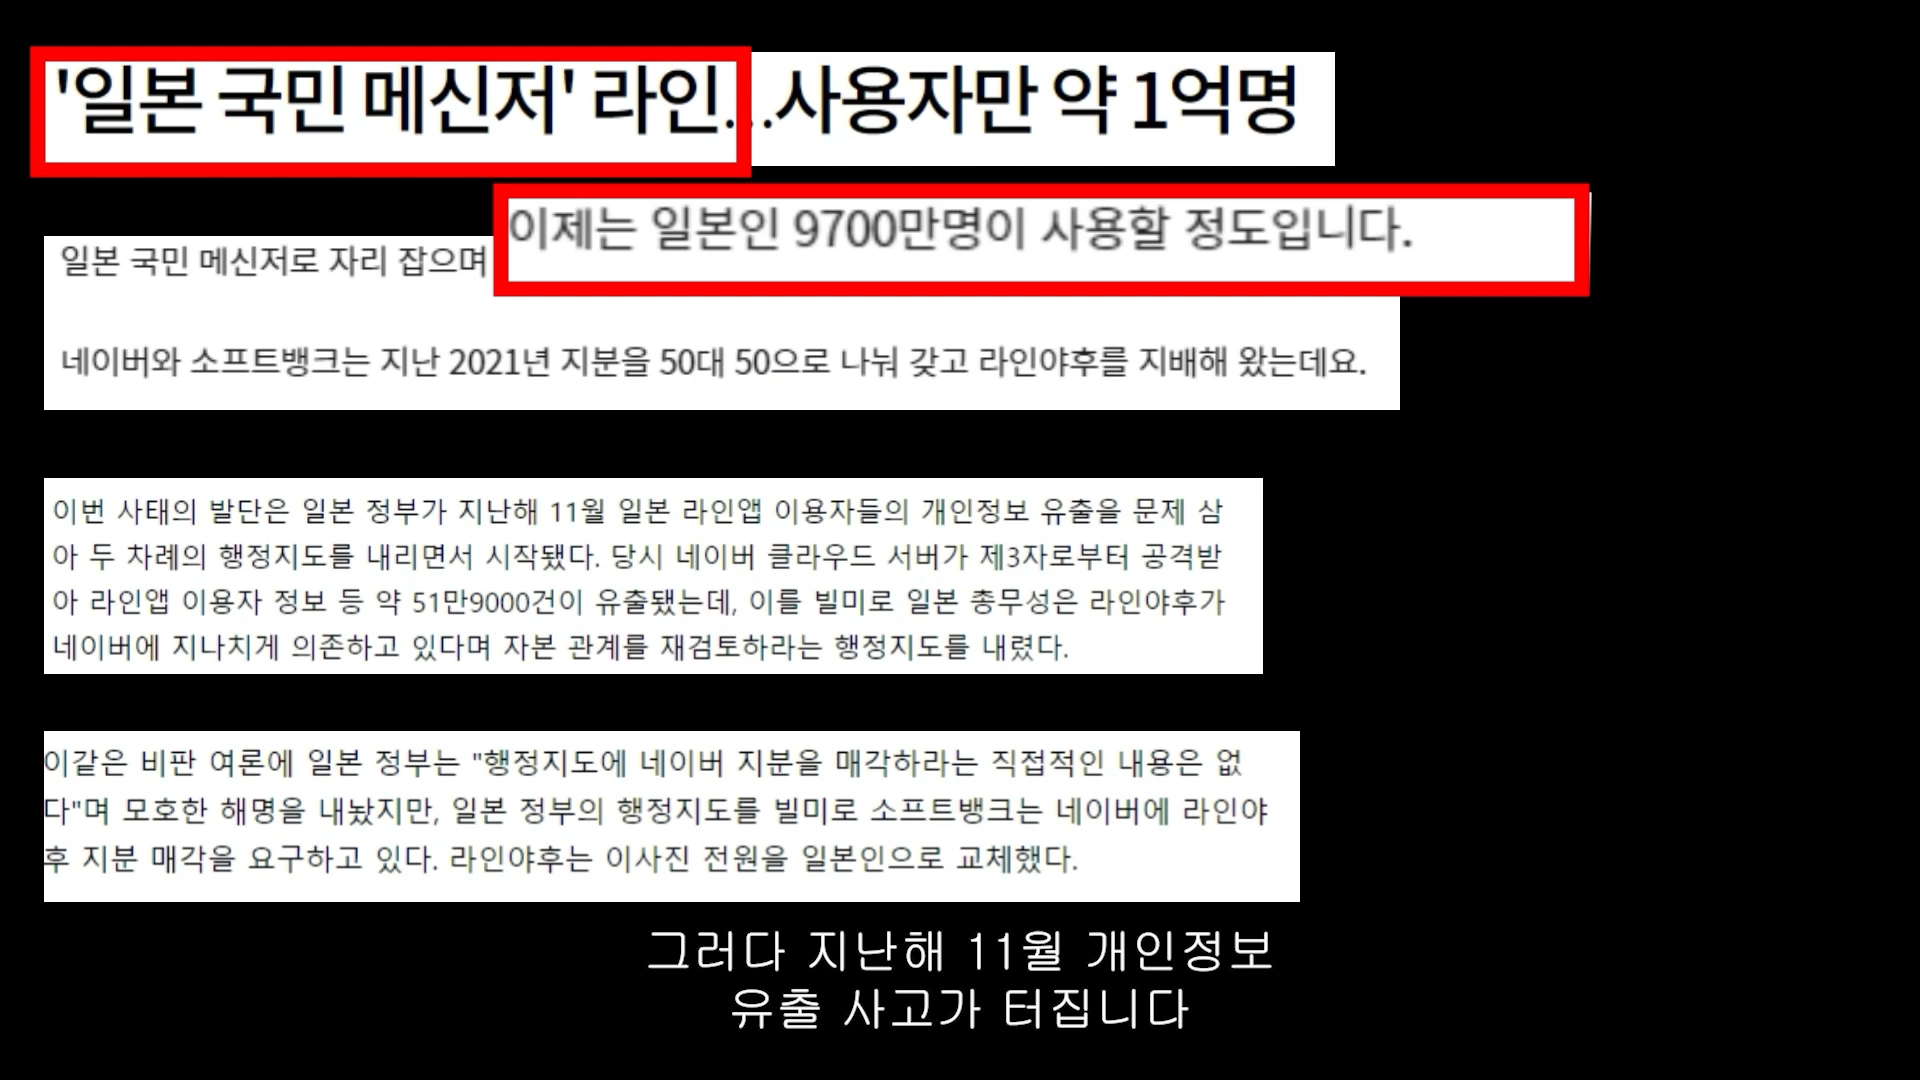 '일본 국민 메신저' 라인...사용자만 약 1억명
이제는 일본인 9700만명이 사용할 정도입니다.
일본 국민 메신저로 자리 잡으며
네이버와 소프트뱅크는 지난 2021년 지분을 50대 50으로 나눠 갖고 라인야후를 지배해 왔는데요.
이번 사태의 발단은 일본 정부가 지난해 11월 일본 라인앱 이용자들의 개인정보 유출을 문제 삼
아 두 차례의 행정지도를 내리면서 시작됐다. 당시 네이버 클라우드 서버가 제3자로부터 공격받
아 라인앱 이용자 정보 등 약 51만9000건이 유출됐는데, 이를 빌미로 일본 총무성은 라인야후가
네이버에 지나치게 의존하고 있다며 자본 관계를 재검토하라는 행정지도를 내렸다.
이같은 비판 여론에 일본 정부는 "행정지도에 네이버 지분을 매각하라는 직접적인 내용은 없
다"며 모호한 해명을 내놨지만, 일본 정부의 행정지도를 빌미로 소프트뱅크는 네이버에 라인야
후 지분 매각을 요구하고 있다. 라인야후는 이사진 전원을 일본인으로 교체했다.
그러다 지난해 11월 개인정보
유출 사고가 터집니다